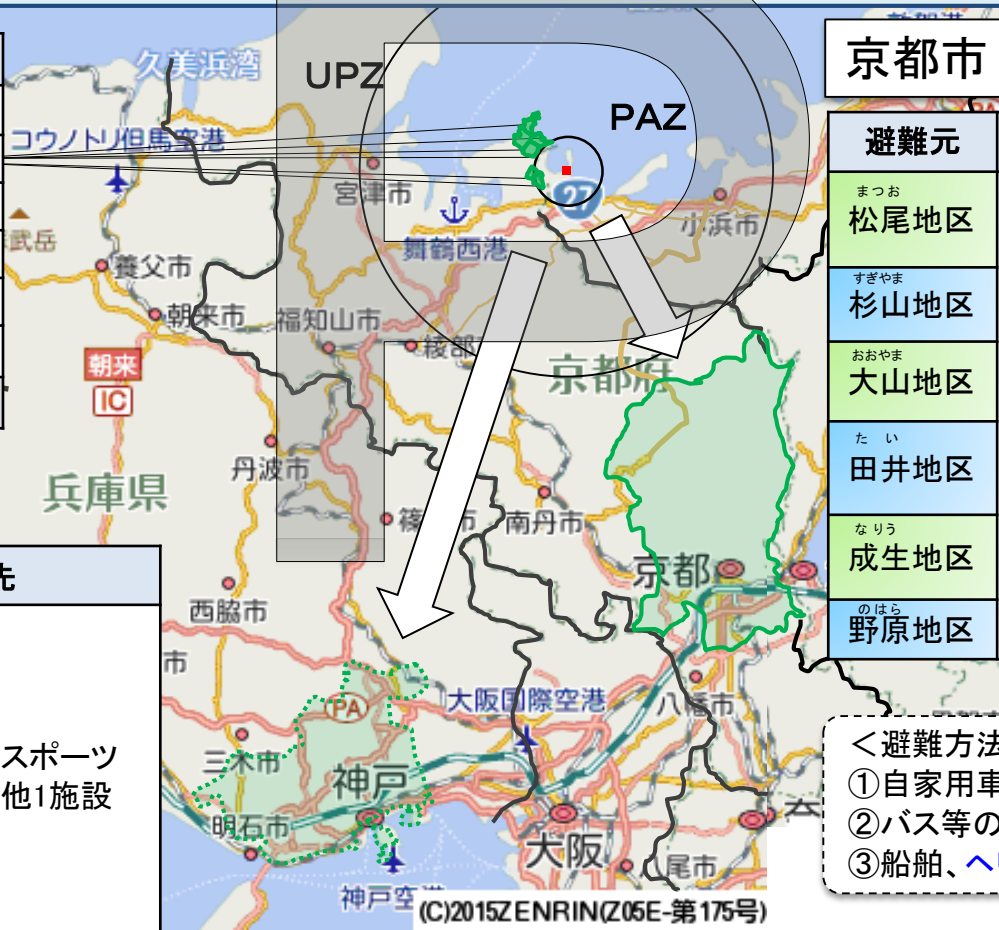 久美浜湾
UPZ
PAZ
コウノトリ但馬空港
宮津市
27
小浜市
舞鶴西港
武岳
養父市
朝来市
福知山市
綾部
京都府
朝来
IC
丹波市
兵庫県
南丹市
京都
西脇市
市
大阪国際空港
八幡市
PA
三木市
神戸
明石市
大阪
八尾市
神戸空港
(C)2015ZENRIN(Z05E-第175号)
先
スポーツ
他1施設
京都市
避難元
まつお
松尾地区
すぎやま
杉山地区
おおやま
大山地区
たい
田井地区
なりう
成生地区
のはら
野原地区
＜避難方法
①自家用車
②バス等の
③船舶、ヘ